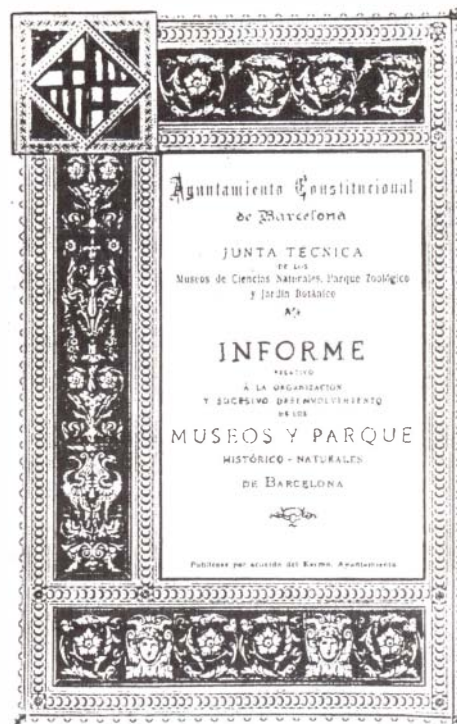 Ayuntamiento Constitucional
de Barcelona
JUNTA TÉCNICA
DE LOS
Museos de Ciencias Naturales, Parque Zoológico
y Jardín Botánico
INFORME
RELATIVO
Á LA ORGANIZACIÓN
Y SUCESIVO DESENVOLVIMIENTO
DE LOS
MUSEOS Y PARQUE
HISTÓRICO - NATURALES
DE BARCELONA
Publícase por acuerdo del Excmo. Ayuntamiento